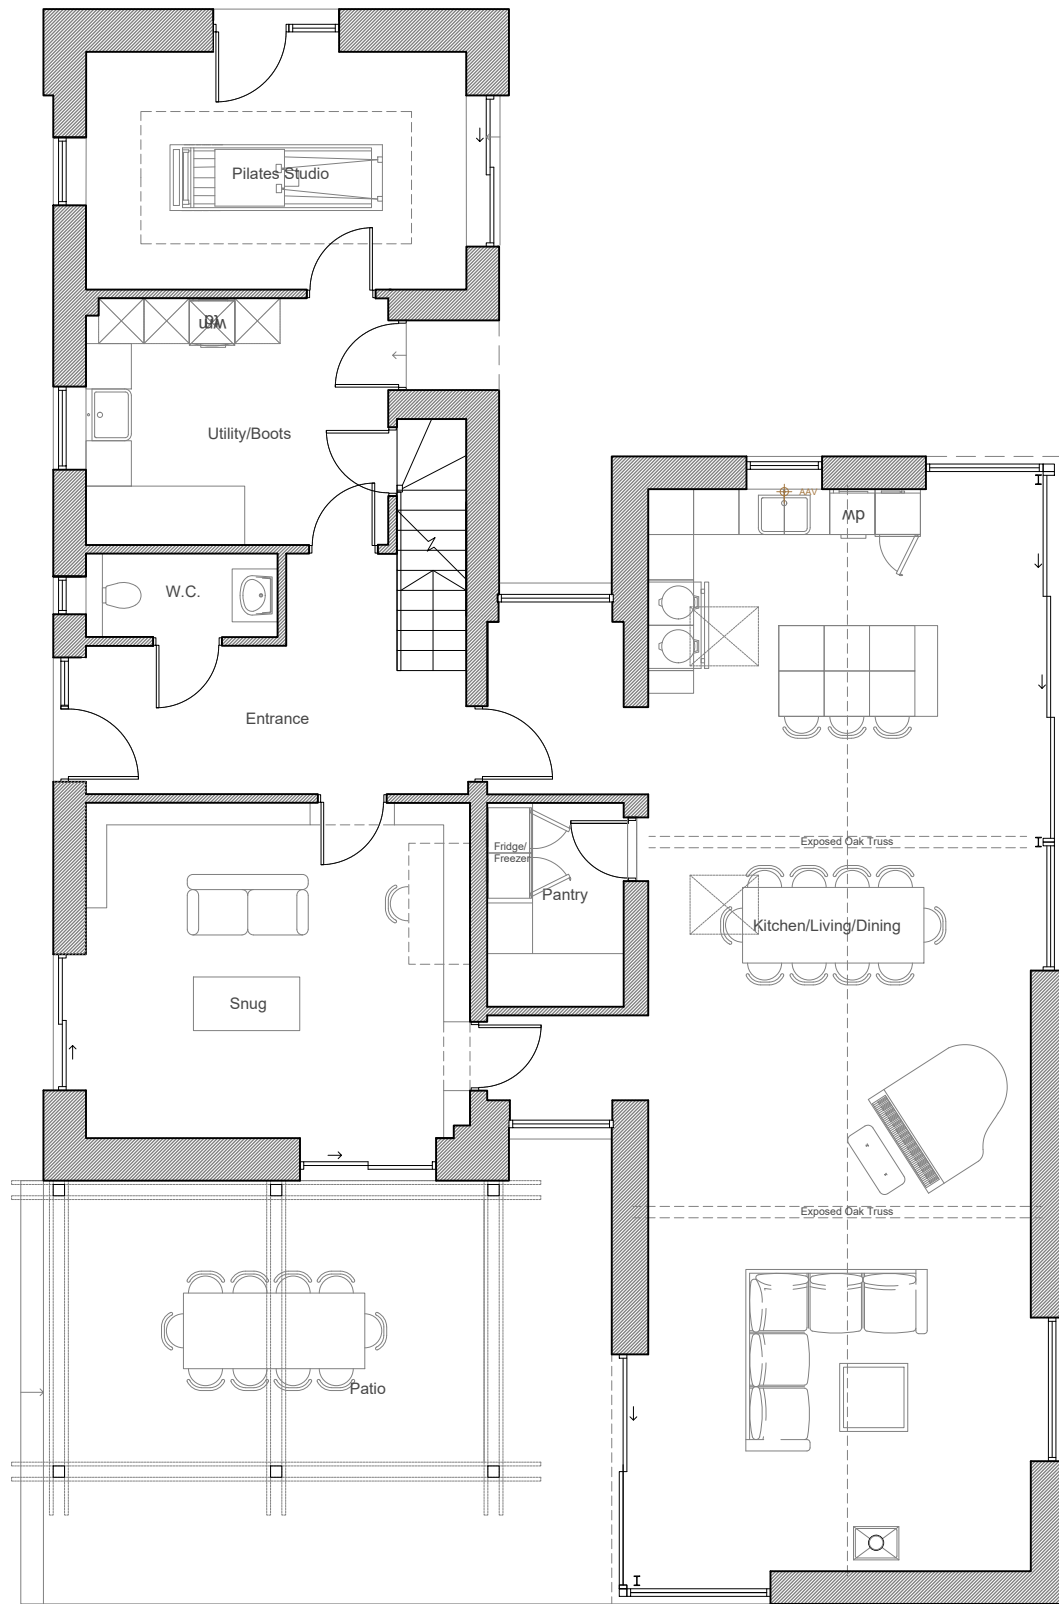 Pilates Studio
wm
Utility/Boots
AAV
dw
W.C.
Entrance
Exposed Oak Truss
Fridge/
Freezer
Pantry
Kitchen/Living/Dining
Snug
Exposed Oak Truss
Patio